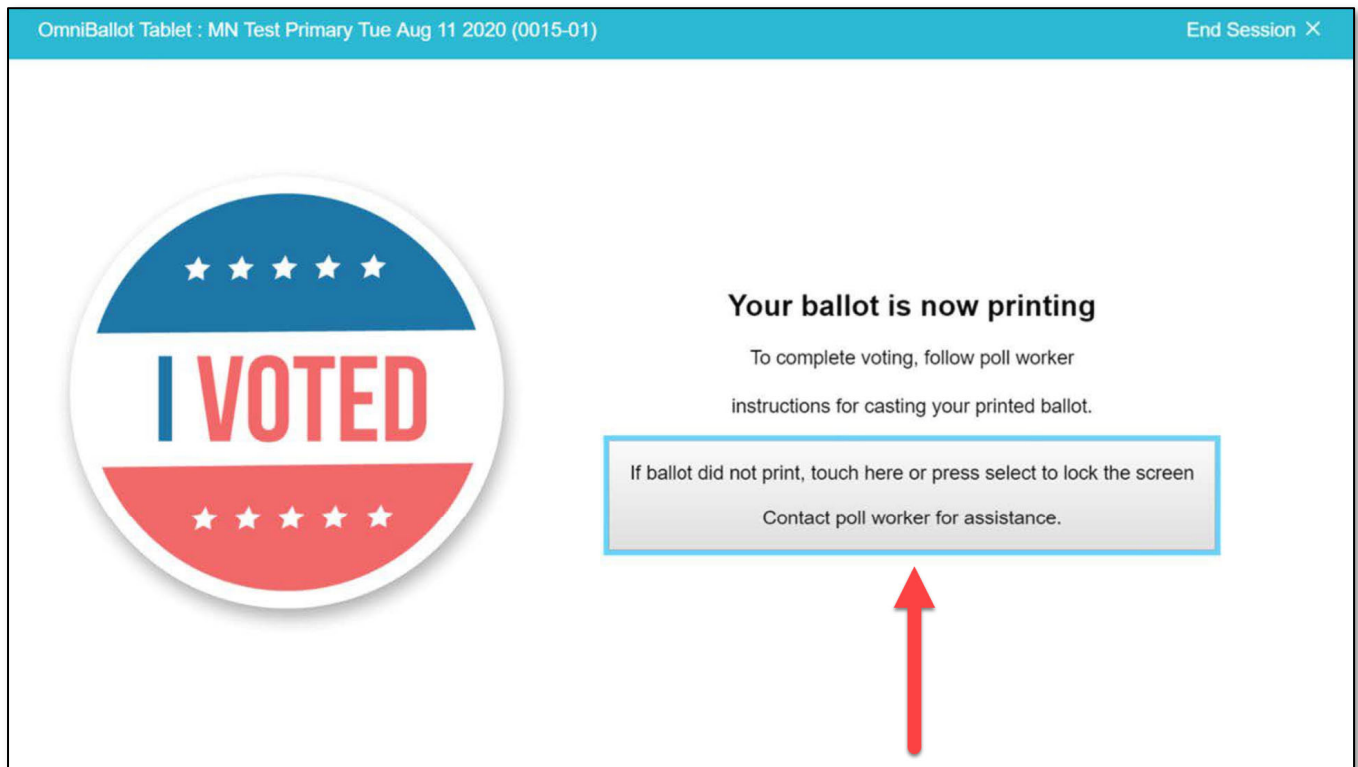 OmniBallot Tablet : MN Test Primary Tue Aug 11 2020 (0015-01)
End Session ×
I VOTED
Your ballot is now printing
To complete voting, follow poll worker
instructions for casting your printed ballot.
If ballot did not print, touch here or press select to lock the screen
Contact poll worker for assistance.